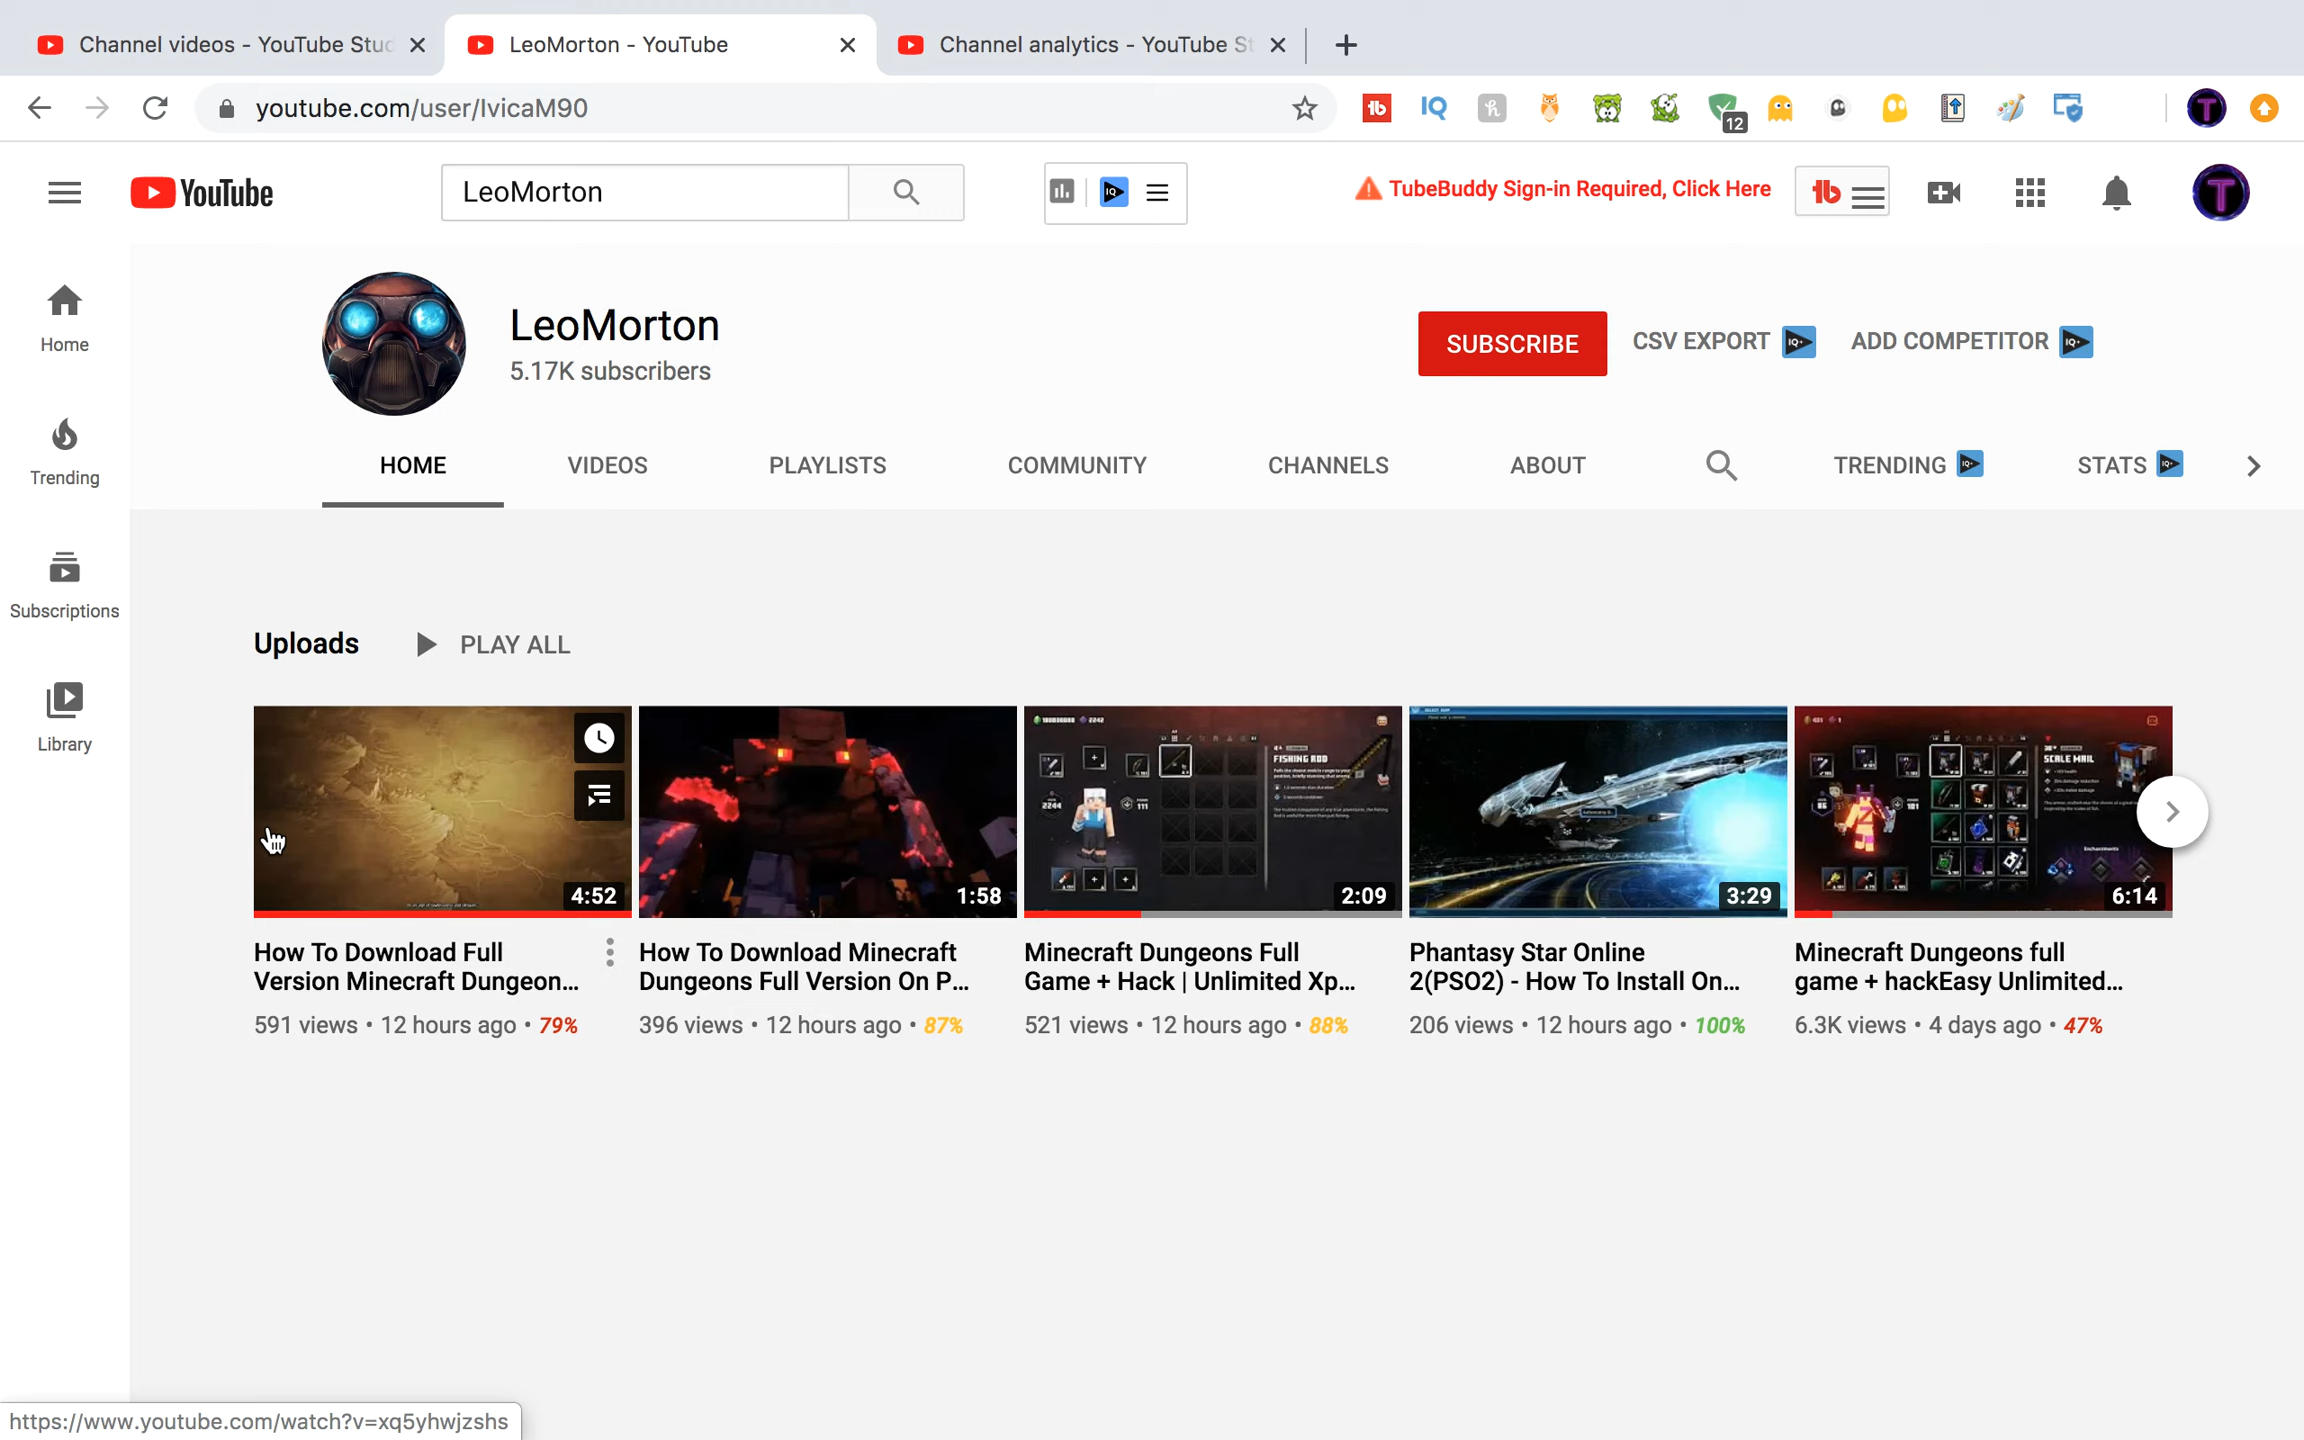 Channel videos - YouTube Stuc
LeoMorton - YouTube
Channel analytics - YouTube St
youtube.com/user/IvicaM90
12
YouTube
LeoMorton
TubeBuddy Sign-in Required, Click Here
Home
Trending
Subscriptions
Library
LeoMorton
5.17K subscribers
SUBSCRIBE
CSV EXPORT
ADD COMPETITOR
HOME
VIDEOS
PLAYLISTS
COMMUNITY
CHANNELS
ABOUT
TRENDING
STATS
Uploads
PLAY ALL
4:52
1:58
FISHING ROD
2:09
3:29
SCALE MAIL
6:14
How To Download Full
Version Minecraft Dungeon...
591 views • 12 hours ago • 79%
How To Download Minecraft
Dungeons Full Version On P...
396 views • 12 hours ago • 87%
Minecraft Dungeons Full
Game + Hack | Unlimited Xp...
521 views • 12 hours ago • 88%
Phantasy Star Online
2(PSO2) - How To Install On...
206 views • 12 hours ago • 100%
Minecraft Dungeons full
game + hackEasy Unlimited...
6.3K views • 4 days ago • 47%
https://www.youtube.com/watch?v=xq5yhwjzshs